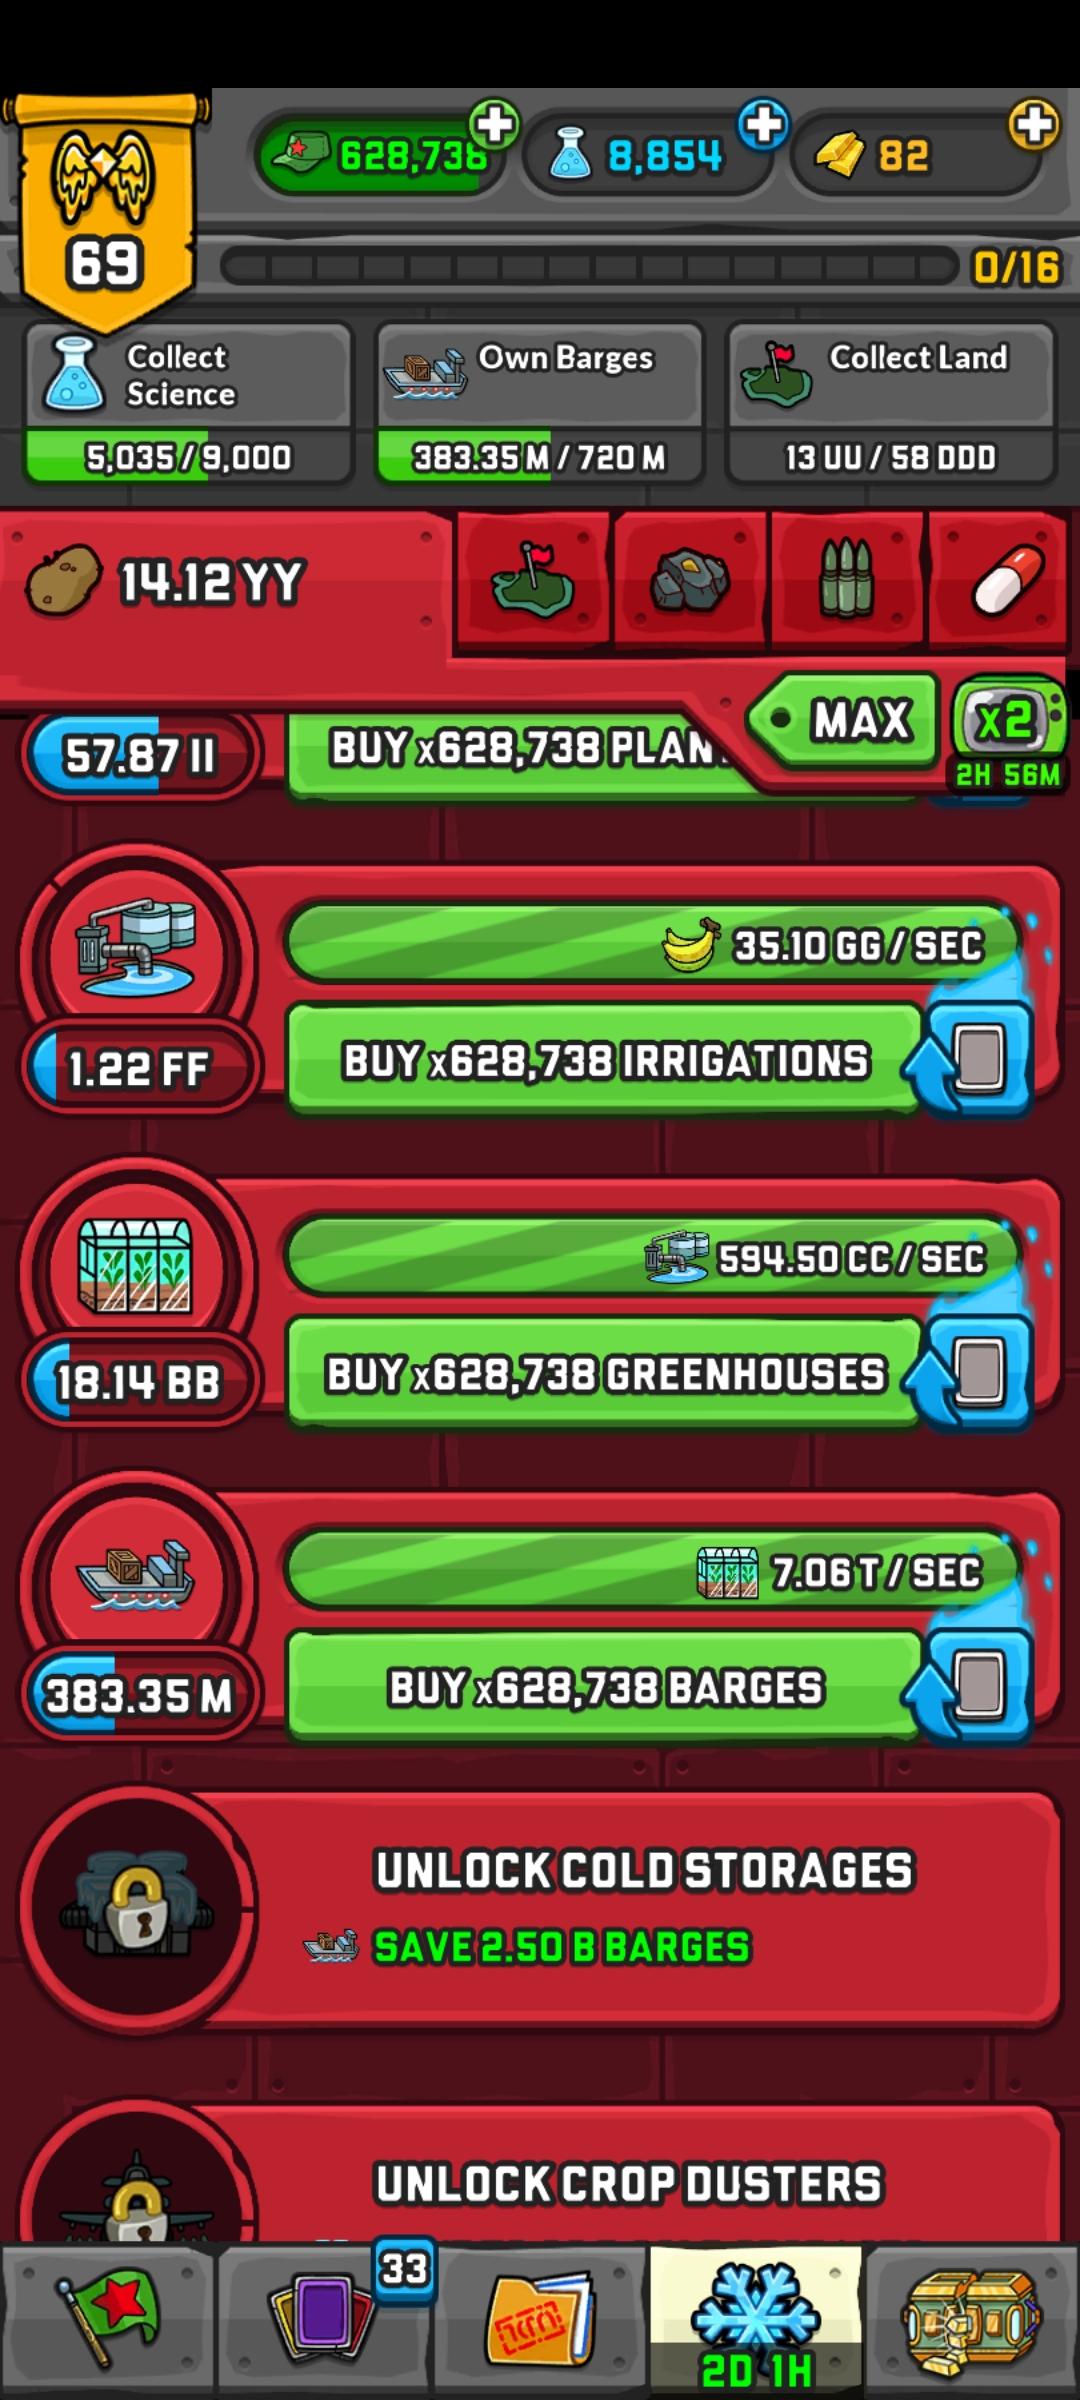 628,738
8,854
82
69
0/16
Collect
Science
5,035 / 9,000
Own Barges
383.35 M / 720 M
Collect Land
13 UU / 58 DDD
14.12 YY
MAX
x2
2H 56M
57.87 II
BUY x628,738 PLAN
35.10 GG / SEC
1.22 FF
BUY x628,738 IRRIGATIONS
594.50 CC / SEC
18.14 BB
BUY x628,738 GREENHOUSES
7.06 T / SEC
383.35 M
BUY x628,738 BARGES
UNLOCK COLD STORAGES
SAVE 2.50 B BARGES
UNLOCK CROP DUSTERS
33
2D 1H